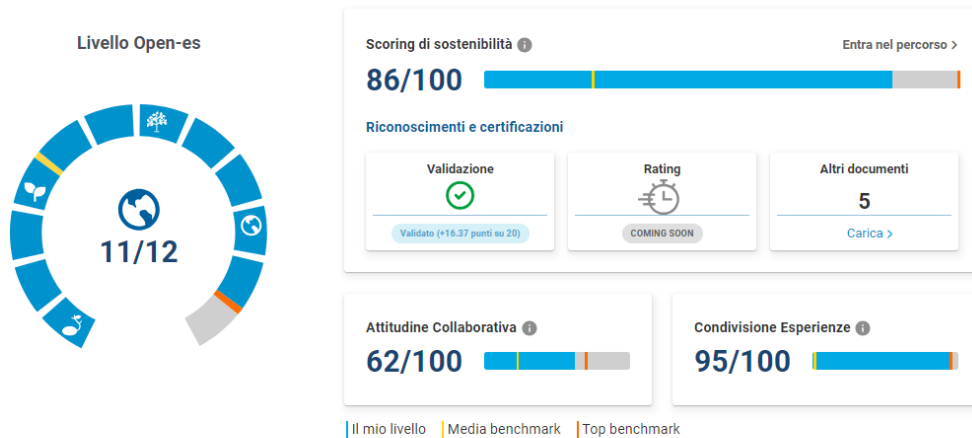 Livello Open-es
11/12
Scoring di sostenibilità
Entra nel percorso >
86/100
Riconoscimenti e certificazioni
Validazione
Validato (+16.37 punti su 20)
Rating
COMING SOON
Altri documenti
5
Carica >
Attitudine Collaborativa
62/100
Condivisione Esperienze
95/100
Il mio livello
Media benchmark
Top benchmark